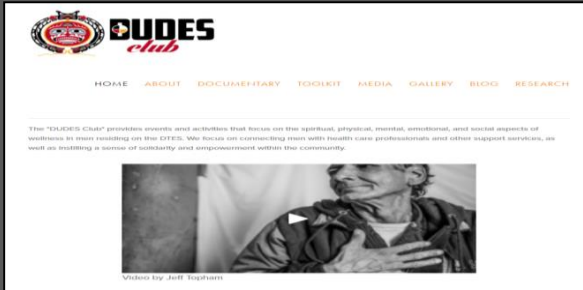 DUDES
club
HOME ABOUT DOCUMENTARY TOOLKIT MEDIA GALLERY BLOG RESEARCH
The "DUDES Club" provides events and activities that focus on the spiritual, physical, mental, emotional, and social aspects of
wellness in men residing on the DTES. We focus on connecting men with health care professionals and other support services, as
well as instilling a sense of solidarity and empowerment within the community.
Video by Jeff Topham